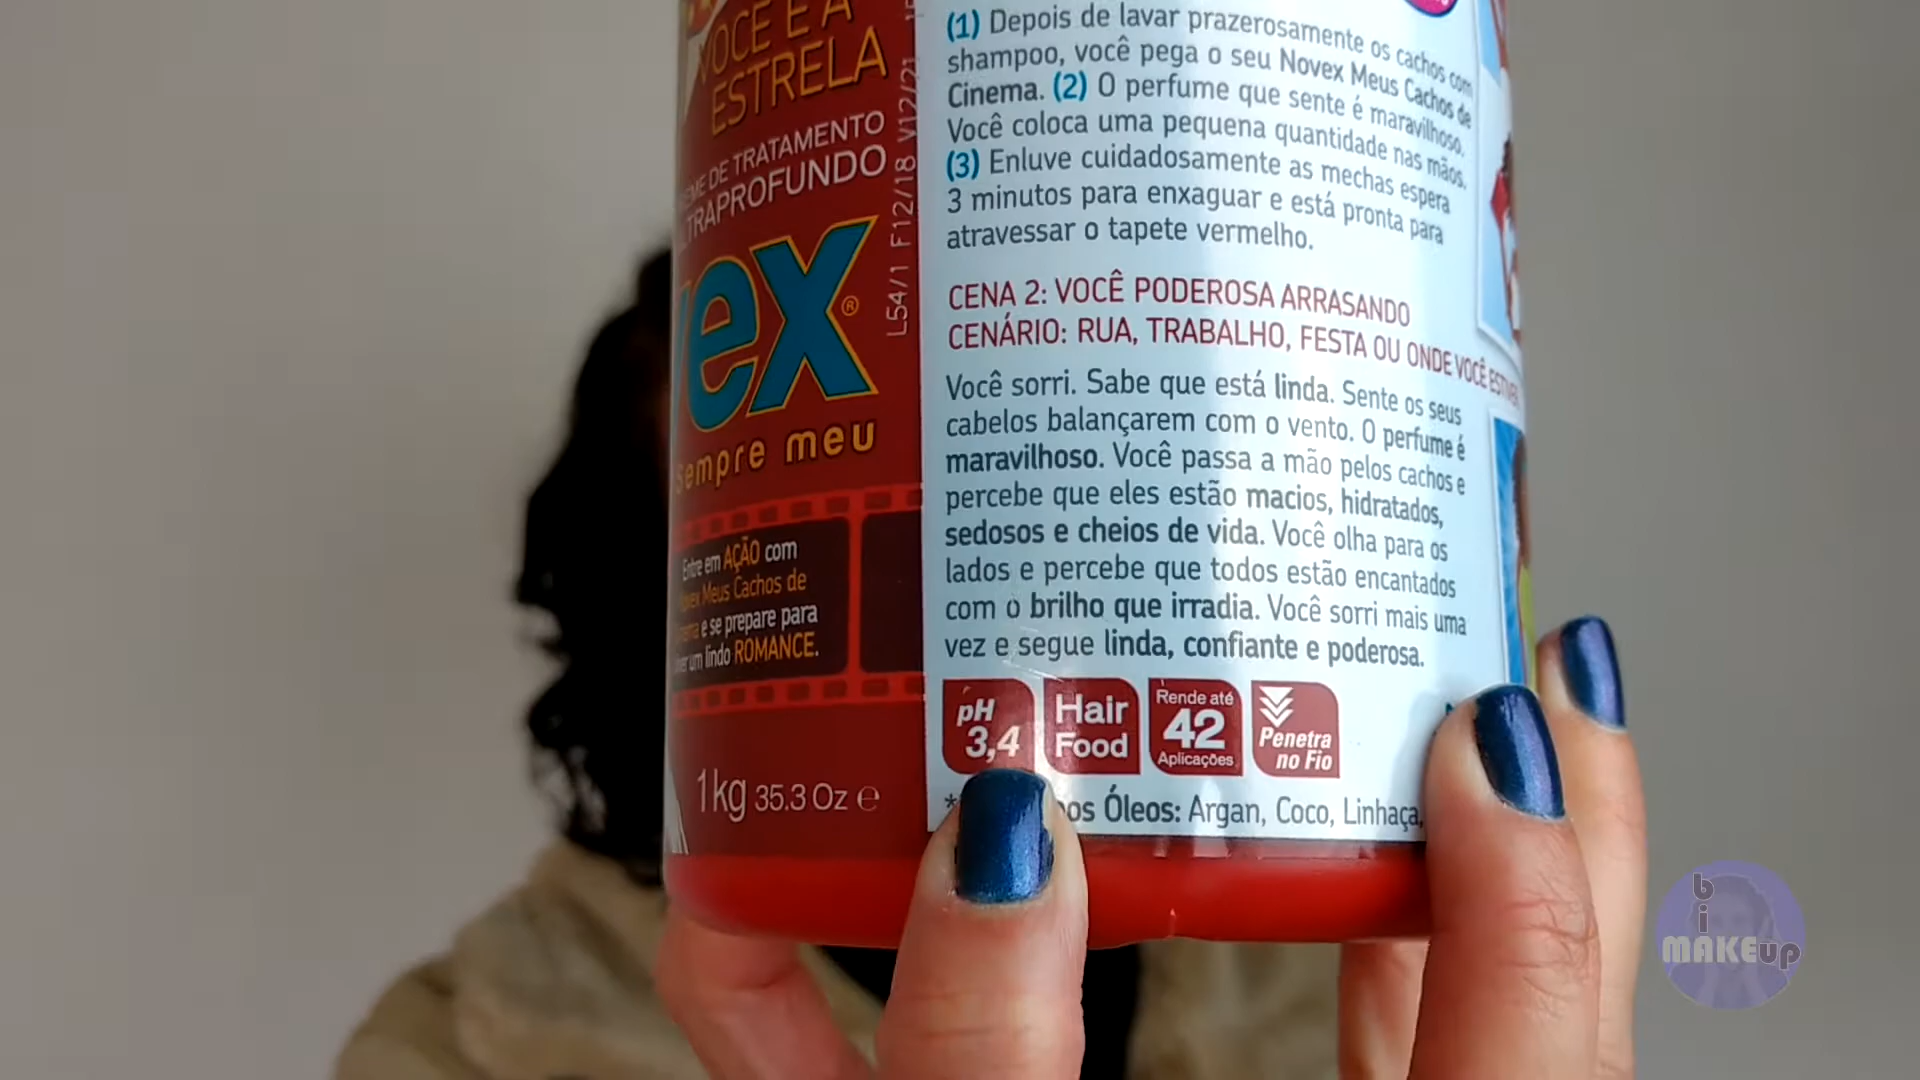 VOCÊ É A
ESTRELA
DE TRATAMENTO
ex®
sempre meu
Entre em AÇÃO com
Meus Cachos de
e se prepare para
um lindo ROMANCE.
1kg 35.3 Oz e
L54/1 F12/18 V12/21
(1) Depois de lavar prazerosamente os cachos com
shampoo, você pega o seu Novex Meus Cachos de
Cinema. (2) O perfume que sente é maravilhoso.
Você coloca uma pequena quantidade nas mãos.
(3) Enluve cuidadosamente as mechas espera
3 minutos para enxaguar e está pronta para
atravessar o tapete vermelho.
CENA 2: VOCÊ PODEROSA ARRASANDO
CENÁRIO: RUA, TRABALHO, FESTA OU ONDE VOCÊ ESTIVER
Você sorri. Sabe que está linda. Sente os seus
cabelos balançarem com o vento. O perfume é
maravilhoso. Você passa a mão pelos cachos e
percebe que eles estão macios, hidratados,
sedosos e cheios de vida. Você olha para os
lados e percebe que todos estão encantados
com o brilho que irradia. Você sorri mais uma
vez e segue linda, confiante e poderosa.
pH
3,4
Hair
Food
Rende até
42
Aplicações
Penetra
no Fio
Óleos: Argan, Coco, Linhaça,
bi
MAKEup